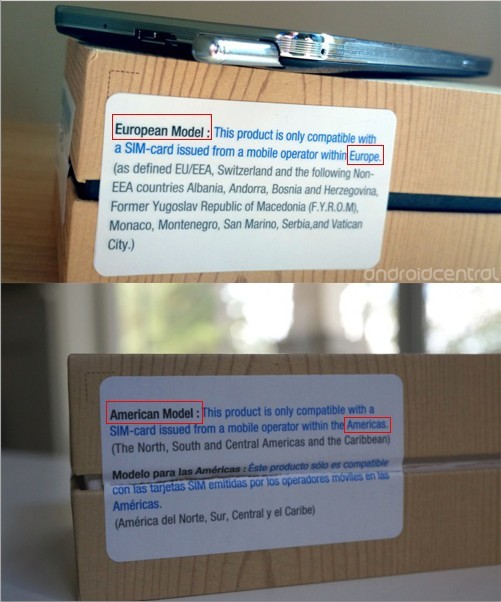 European Model : This product is only compatible with
a SIM-card issued from a mobile operator within Europe.
(as defined EU/EEA, Switzerland and the following Non-
EEA countries Albania, Andorra, Bosnia and Herzegovina,
Former Yugoslav Republic of Macedonia (F.Y.R.O.M),
Monaco, Montenegro, San Marino, Serbia,and Vatican
City.)
androidcentral
American Model : This product is only compatible with a
SIM-card issued from a mobile operator within the Americas.
(The North, South and Central Americas and the Caribbean)
Modelo para las Américas : Éste producto sólo es compatible
con las tarjetas SIM emitidas por los operadores móviles en las
Américas.
(América del Norte, Sur, Central y el Caribe)